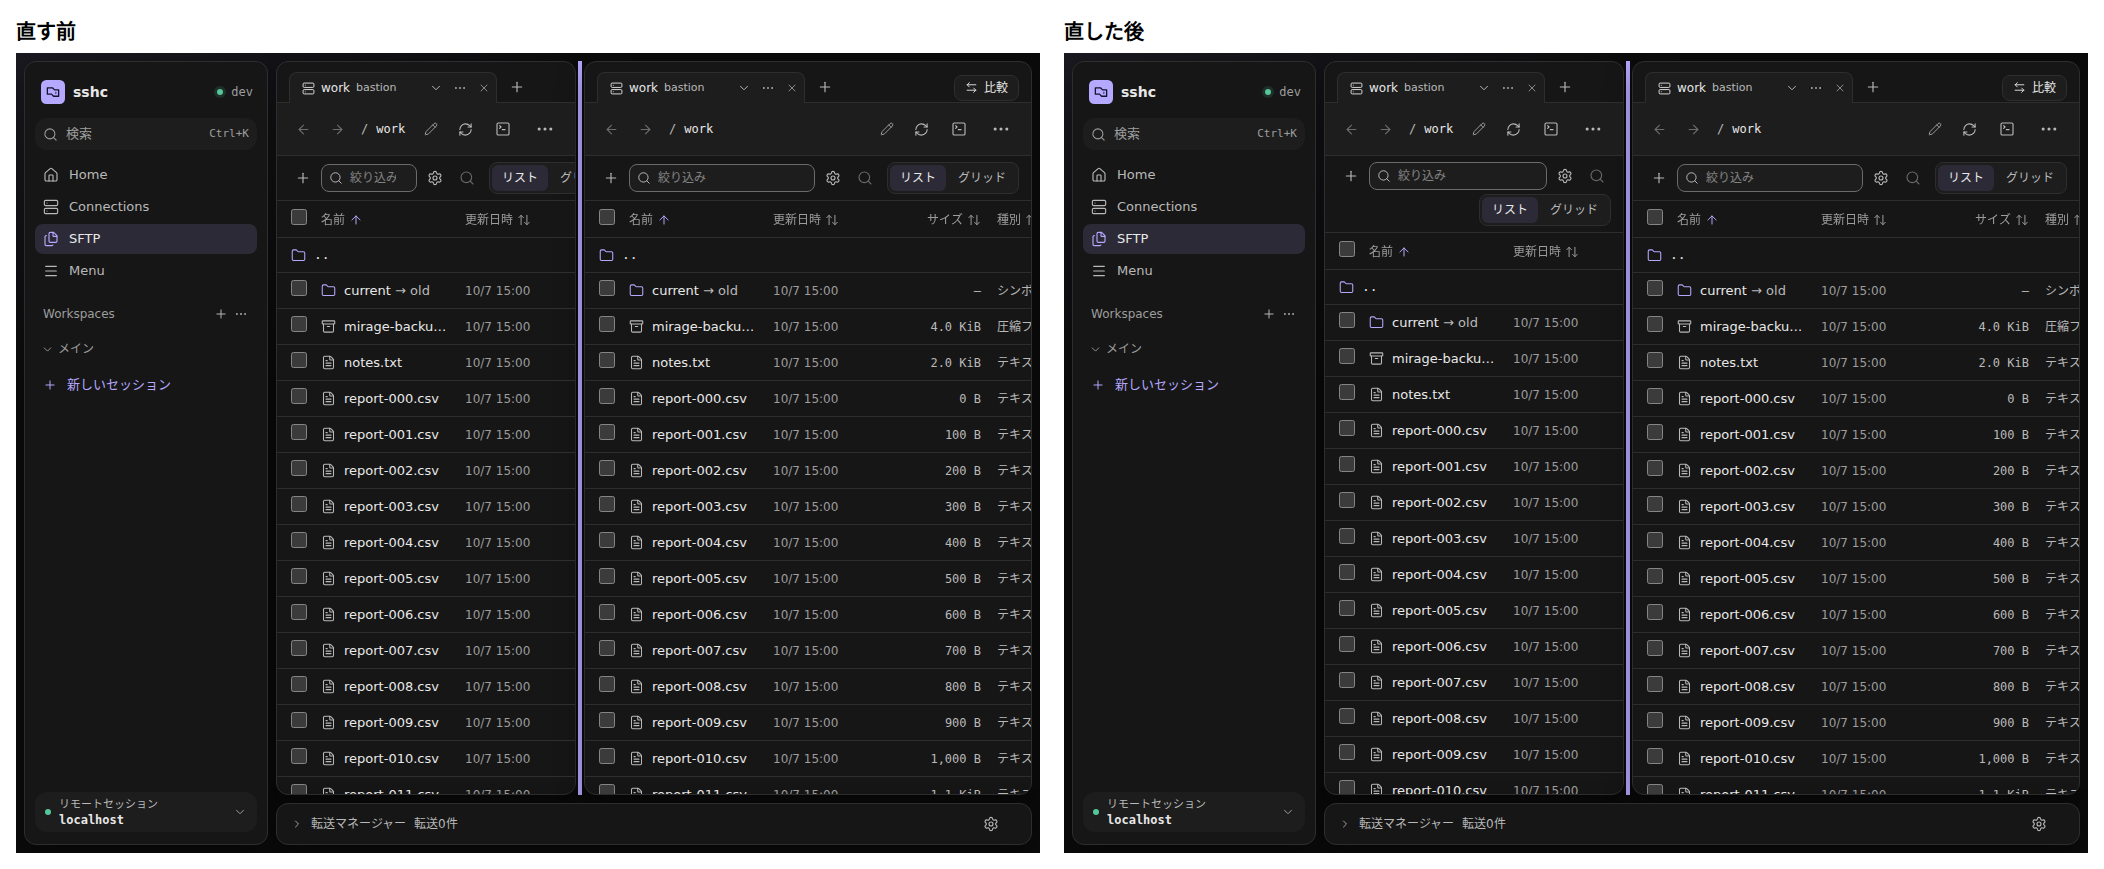 直す前
sshc dev
検索 Ctrl+K
Home
Connections
SFTP
Menu
Workspaces
メイン
新しいセッション
リモートセッション
localhost
work bastion
/ work
絞り込み リスト
名前 更新日時
..
current → old 10/7 15:00
mirage-backu… 10/7 15:00
notes.txt 10/7 15:00
report-000.csv 10/7 15:00
report-001.csv 10/7 15:00
report-002.csv 10/7 15:00
report-003.csv 10/7 15:00
report-004.csv 10/7 15:00
report-005.csv 10/7 15:00
report-006.csv 10/7 15:00
report-007.csv 10/7 15:00
report-008.csv 10/7 15:00
report-009.csv 10/7 15:00
report-010.csv 10/7 15:00
report-011.csv 10/7 15:00
work bastion 比較
/ work
絞り込み リスト グリッド
名前 更新日時 サイズ 種別
..
current → old 10/7 15:00 — シンボ
mirage-backu… 10/7 15:00 4.0 KiB 圧縮フ
notes.txt 10/7 15:00 2.0 KiB テキス
report-000.csv 10/7 15:00 0 B テキス
report-001.csv 10/7 15:00 100 B テキス
report-002.csv 10/7 15:00 200 B テキス
report-003.csv 10/7 15:00 300 B テキス
report-004.csv 10/7 15:00 400 B テキス
report-005.csv 10/7 15:00 500 B テキス
report-006.csv 10/7 15:00 600 B テキス
report-007.csv 10/7 15:00 700 B テキス
report-008.csv 10/7 15:00 800 B テキス
report-009.csv 10/7 15:00 900 B テキス
report-010.csv 10/7 15:00 1,000 B テキス
report-011.csv 10/7 15:00 1.1 KiB テキス
転送マネージャー 転送0件
直した後
sshc dev
検索 Ctrl+K
Home
Connections
SFTP
Menu
Workspaces
メイン
新しいセッション
リモートセッション
localhost
work bastion
/ work
絞り込み
リスト グリッド
名前 更新日時
..
current → old 10/7 15:00
mirage-backu… 10/7 15:00
notes.txt 10/7 15:00
report-000.csv 10/7 15:00
report-001.csv 10/7 15:00
report-002.csv 10/7 15:00
report-003.csv 10/7 15:00
report-004.csv 10/7 15:00
report-005.csv 10/7 15:00
report-006.csv 10/7 15:00
report-007.csv 10/7 15:00
report-008.csv 10/7 15:00
report-009.csv 10/7 15:00
report-010.csv 10/7 15:00
work bastion 比較
/ work
絞り込み リスト グリッド
名前 更新日時 サイズ 種別
..
current → old 10/7 15:00 — シンボ
mirage-backu… 10/7 15:00 4.0 KiB 圧縮フ
notes.txt 10/7 15:00 2.0 KiB テキス
report-000.csv 10/7 15:00 0 B テキス
report-001.csv 10/7 15:00 100 B テキス
report-002.csv 10/7 15:00 200 B テキス
report-003.csv 10/7 15:00 300 B テキス
report-004.csv 10/7 15:00 400 B テキス
report-005.csv 10/7 15:00 500 B テキス
report-006.csv 10/7 15:00 600 B テキス
report-007.csv 10/7 15:00 700 B テキス
report-008.csv 10/7 15:00 800 B テキス
report-009.csv 10/7 15:00 900 B テキス
report-010.csv 10/7 15:00 1,000 B テキス
report-011.csv 10/7 15:00 1.1 KiB テキス
転送マネージャー 転送0件